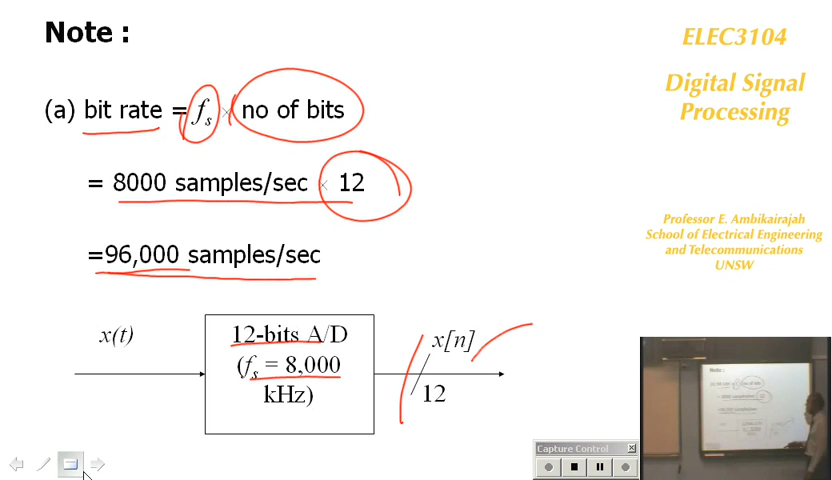 Note :
(a) bit rate = fs × no of bits
= 8000 samples/sec × 12
=96,000 samples/sec
x(t)
12-bits A/D
(fs = 8,000
kHz)
x[n]
12
ELEC3104
Digital Signal
Processing
Professor E. Ambikairajah
School of Electrical Engineering
and Telecommunications
UNSW
Capture Control